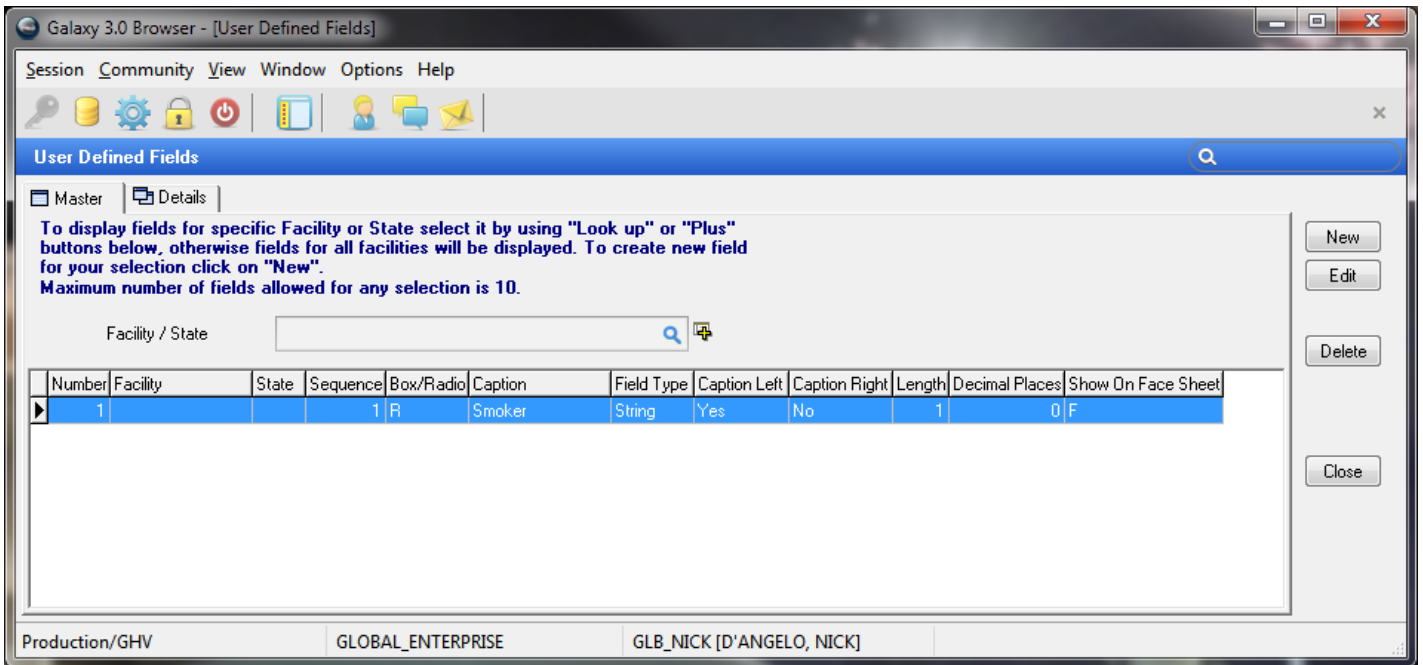 Galaxy 3.0 Browser - [User Defined Fields]
Session Community View Window Options Help
User Defined Fields
Master Details
To display fields for specific Facility or State select it by using "Look up" or "Plus"
buttons below, otherwise fields for all facilities will be displayed. To create new field
for your selection click on "New".
Maximum number of fields allowed for any selection is 10.
New
Edit
Facility / State
Delete
Number Facility State Sequence Box/Radio Caption Field Type Caption Left Caption Right Length Decimal Places Show On Face Sheet
1 1 R Smoker String Yes No 1 0 F
Close
Production/GHV GLOBAL_ENTERPRISE GLB_NICK [D'ANGELO, NICK]